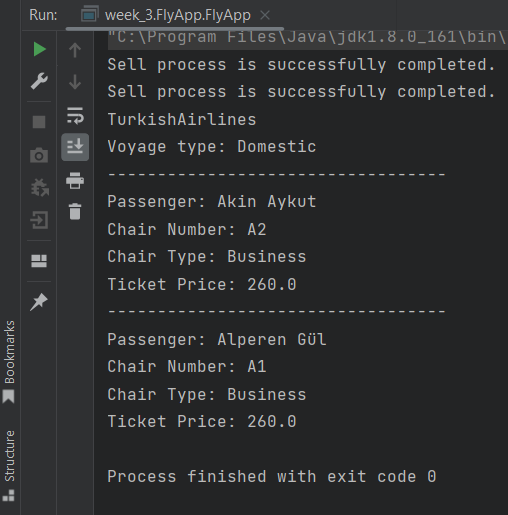 Run: week_3.FlyApp.FlyApp
"C:\Program Files\Java\jdk1.8.0_161\bin\
Sell process is successfully completed.
Sell process is successfully completed.
TurkishAirlines
Voyage type: Domestic
----------------------------------
Passenger: Akin Aykut
Chair Number: A2
Chair Type: Business
Ticket Price: 260.0
----------------------------------
Passenger: Alperen Gül
Chair Number: A1
Chair Type: Business
Ticket Price: 260.0
Process finished with exit code 0
Bookmarks
Structure